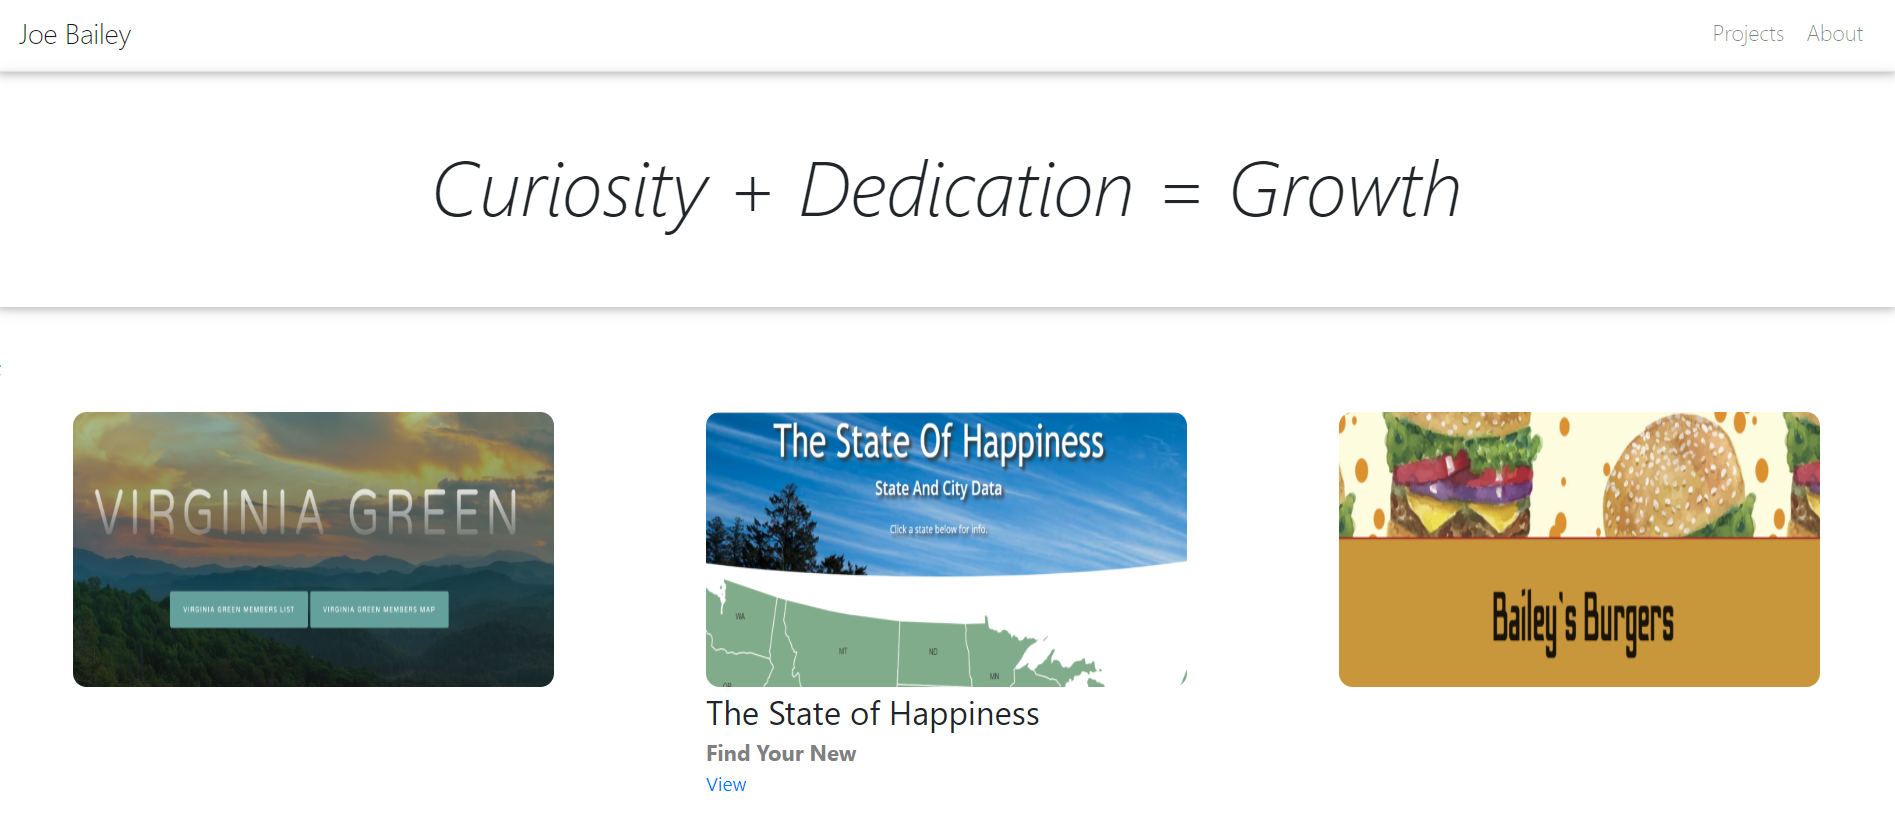 Joe Bailey
Projects
About
Curiosity + Dedication = Growth
VIRGINIA GREEN
VIRGINIA GREEN MEMBERS LIST
VIRGINIA GREEN MEMBERS MAP
The State Of Happiness
State And City Data
Click a state below for info.
WA
MT
ND
MN
OR
The State of Happiness
Find Your New
View
Bailey's Burgers